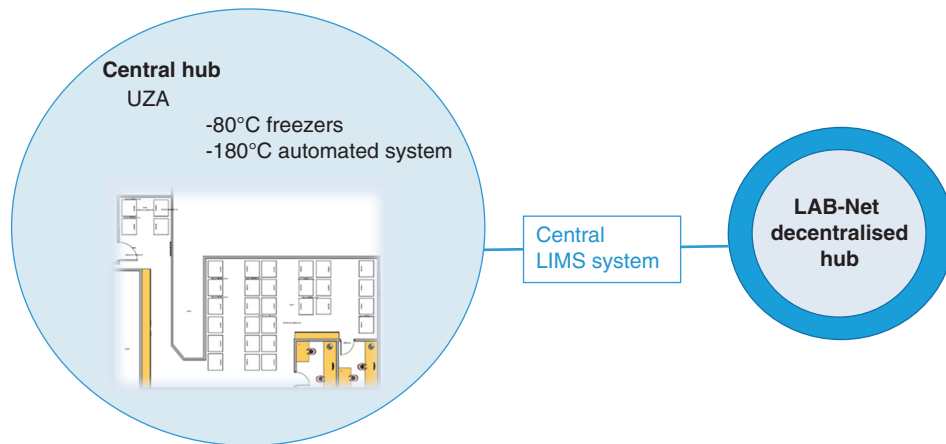 Central hub
UZA
-80°C freezers
-180°C automated system
Central
LIMS system
LAB-Net
decentralised
hub